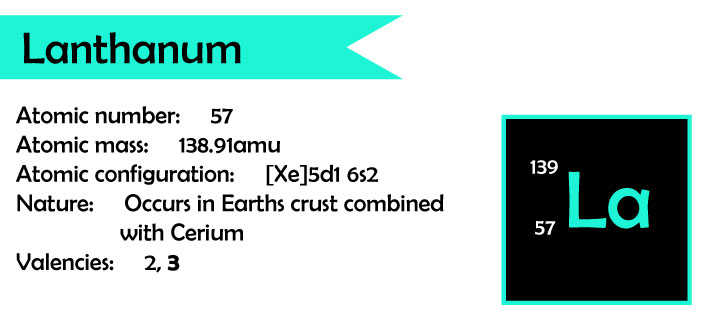 Lanthanum
Atomic number: 57
Atomic mass: 138.91amu
Atomic configuration: [Xe]5d1 6s2
Nature: Occurs in Earths crust combined
with Cerium
Valencies: 2, 3
139
La
57